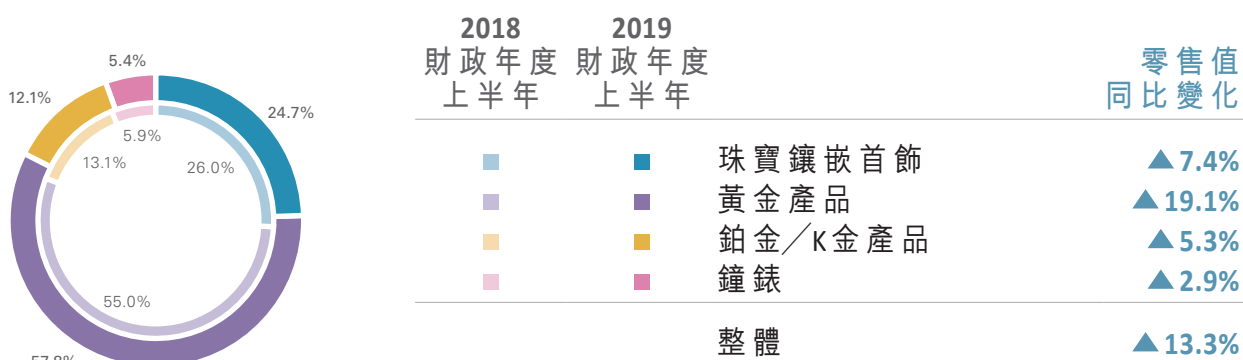 2018
財政年度
上半年
2019
財政年度
上半年
零售值
同比變化
5.4%
12.1%
24.7%
5.9%
13.1%
26.0%
55.0%
57.8%
珠寶鑲嵌首飾 ▲ 7.4%
黃金產品 ▲ 19.1%
鉑金／K金產品 ▲ 5.3%
鐘錶 ▲ 2.9%
整體 ▲ 13.3%